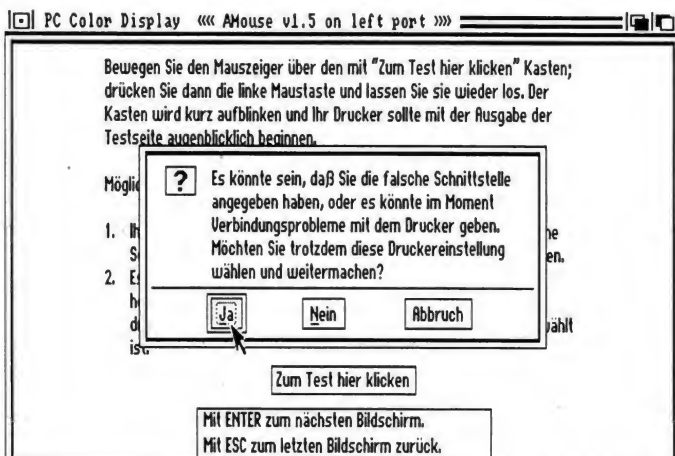 PC Color Display «« AMouse v1.5 on left port »»
Bewegen Sie den Mauszeiger über den mit "Zum Test hier klicken" Kasten;
drücken Sie dann die linke Maustaste und lassen Sie sie wieder los. Der
Kasten wird kurz aufblinken und Ihr Drucker sollte mit der Ausgabe der
Testseite augenblicklich beginnen.
? Es könnte sein, daß Sie die falsche Schnittstelle
angegeben haben, oder es könnte im Moment
Verbindungsprobleme mit dem Drucker geben.
Möchten Sie trotzdem diese Druckereinstellung
wählen und weitermachen?
1.
2.
Ja Nein Abbruch
Zum Test hier klicken
Mit ENTER zum nächsten Bildschirm.
Mit ESC zum letzten Bildschirm zurück.